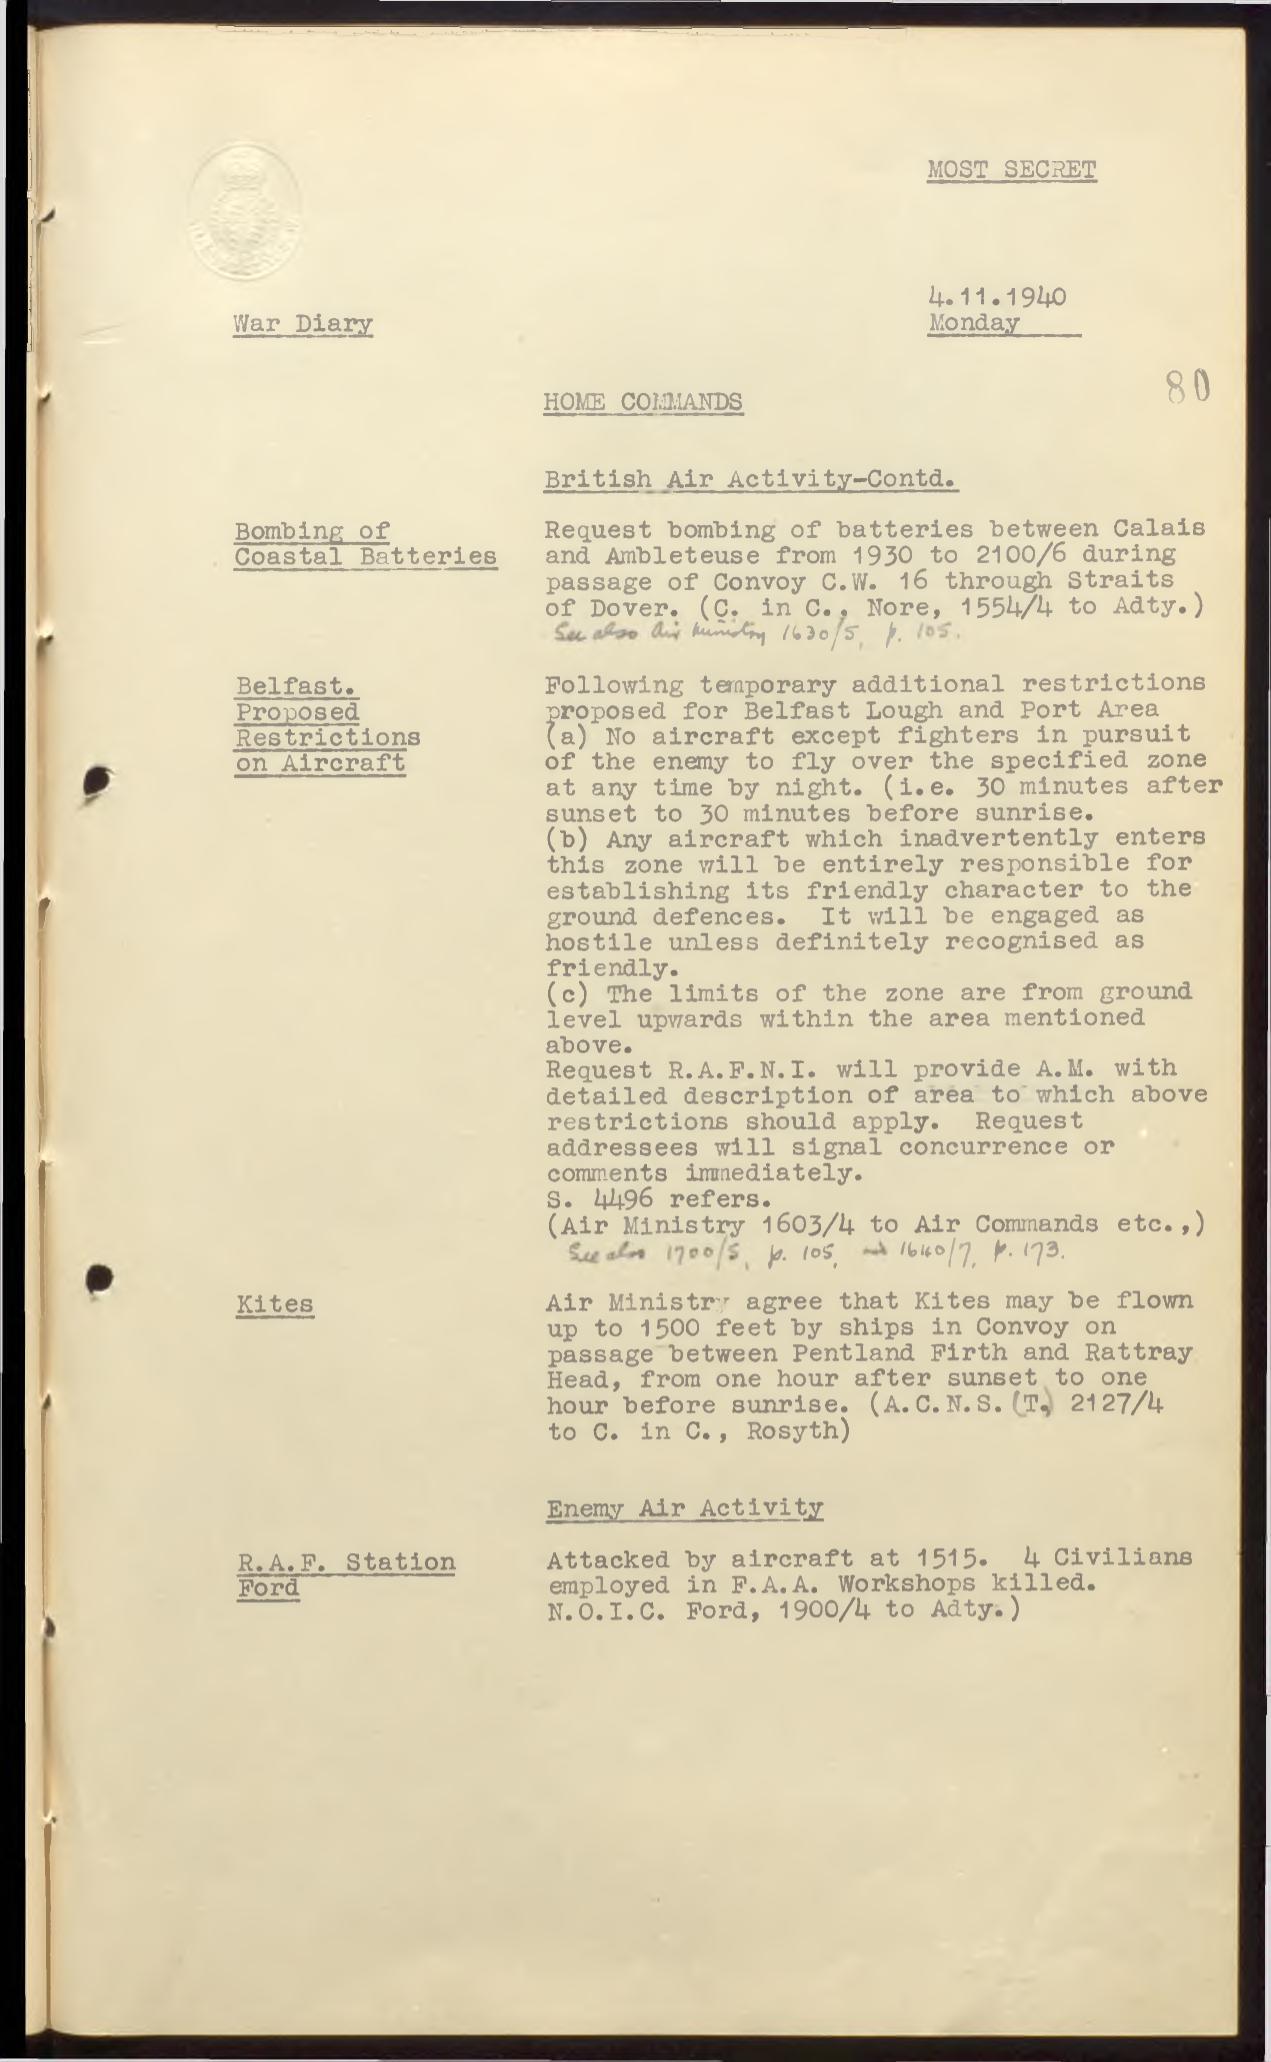 MOST SECRET
4.11.1940
War Diary
Monday
80
HOME COMMANDS
British Air Activity-Contd.
Bombing of
Coastal Batteries
Request bombing of batteries between Calais
and Ambleteuse from 1930 to 2100/6 during
passage of Convoy C.W. 16 through Straits
of Dover. (C. in C., Nore, 1554/4 to Adty.)
See also Air Ministry 1630/5, p. 105.
Belfast.
Proposed
Restrictions
on Aircraft
Following temporary additional restrictions
proposed for Belfast Lough and Port Area
(a) No aircraft except fighters in pursuit
of the enemy to fly over the specified zone
at any time by night. (i.e. 30 minutes after
sunset to 30 minutes before sunrise.
(b) Any aircraft which inadvertently enters
this zone will be entirely responsible for
establishing its friendly character to the
ground defences. It will be engaged as
hostile unless definitely recognised as
friendly.
(c) The limits of the zone are from ground
level upwards within the area mentioned
above.
Request R.A.F.N.I. will provide A.M. with
detailed description of area to which above
restrictions should apply. Request
addressees will signal concurrence or
comments immediately.
S. 4496 refers.
(Air Ministry 1603/4 to Air Commands etc.,)
See also 1700/5, p. 105, and 1640/7, p. 173.
Kites
Air Ministry agree that Kites may be flown
up to 1500 feet by ships in Convoy on
passage between Pentland Firth and Rattray
Head, from one hour after sunset to one
hour before sunrise. (A.C.N.S. (T.) 2127/4
to C. in C., Rosyth)
Enemy Air Activity
R.A.F. Station
Ford
Attacked by aircraft at 1515. 4 Civilians
employed in F.A.A. Workshops killed.
N.O.I.C. Ford, 1900/4 to Adty.)